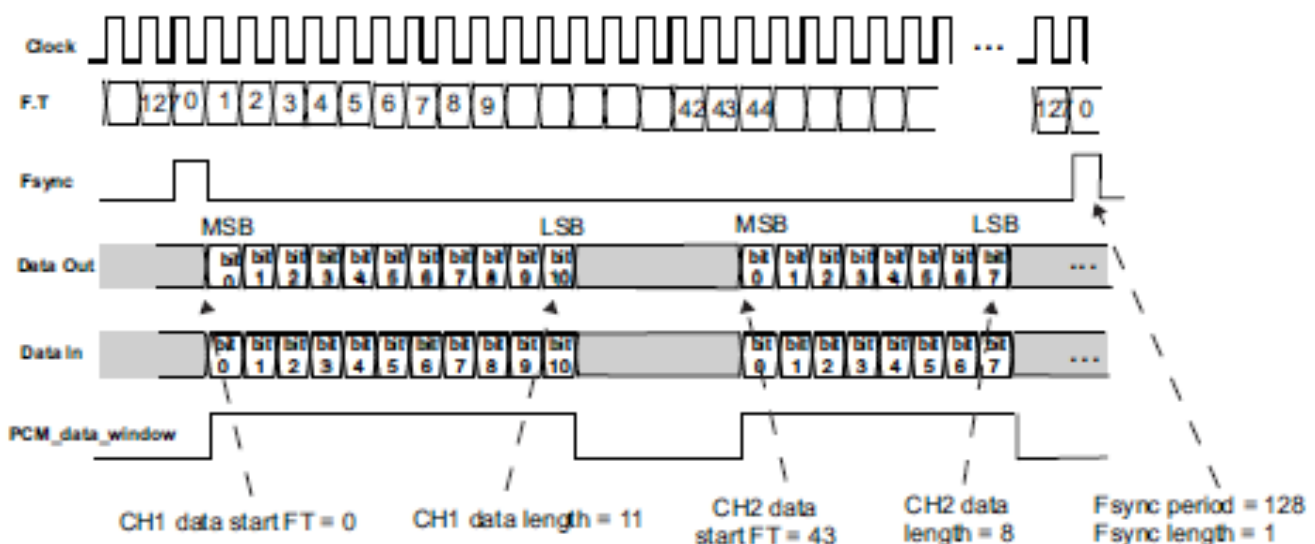 Clock ...
F.T 127 0 1 2 3 4 5 6 7 8 9 42 43 44 127 0
Fsync
MSB LSB MSB LSB
Data Out bit 0 bit 1 bit 2 bit 3 bit 4 bit 5 bit 6 bit 7 bit 8 bit 9 bit 10 bit 0 bit 1 bit 2 bit 3 bit 4 bit 5 bit 6 bit 7 ...
Data In bit 0 bit 1 bit 2 bit 3 bit 4 bit 5 bit 6 bit 7 bit 8 bit 9 bit 10 bit 0 bit 1 bit 2 bit 3 bit 4 bit 5 bit 6 bit 7 ...
PCM_data_window
CH1 data start FT = 0
CH1 data length = 11
CH2 data
start FT = 43
CH2 data
length = 8
Fsync period = 128
Fsync length = 1